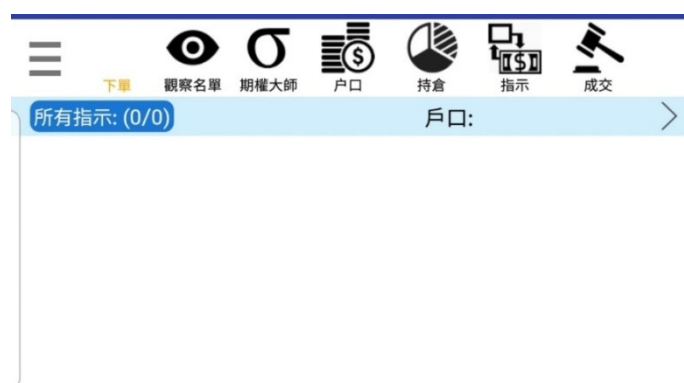 下單 觀察名單 期權大師 户口 持倉 指示 成交
所有指示: (0/0) 戶口: